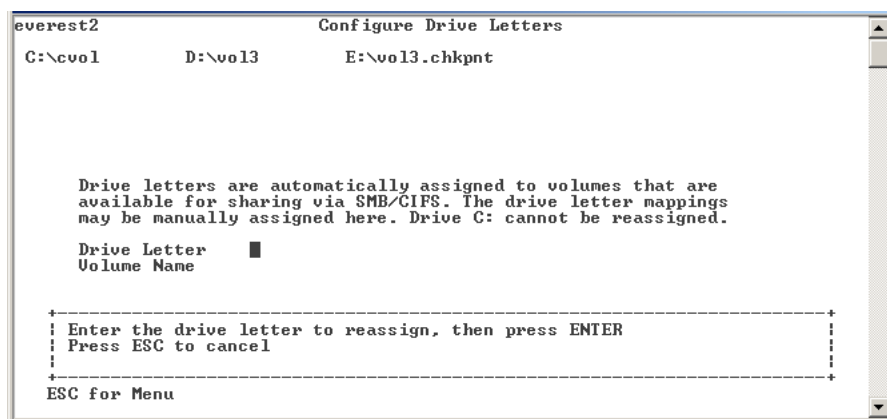 everest2 Configure Drive Letters
C:\cvol D:\vol3 E:\vol3.chkpnt
Drive letters are automatically assigned to volumes that are
available for sharing via SMB/CIFS. The drive letter mappings
may be manually assigned here. Drive C: cannot be reassigned.
Drive Letter
Volume Name
Enter the drive letter to reassign, then press ENTER
Press ESC to cancel
ESC for Menu